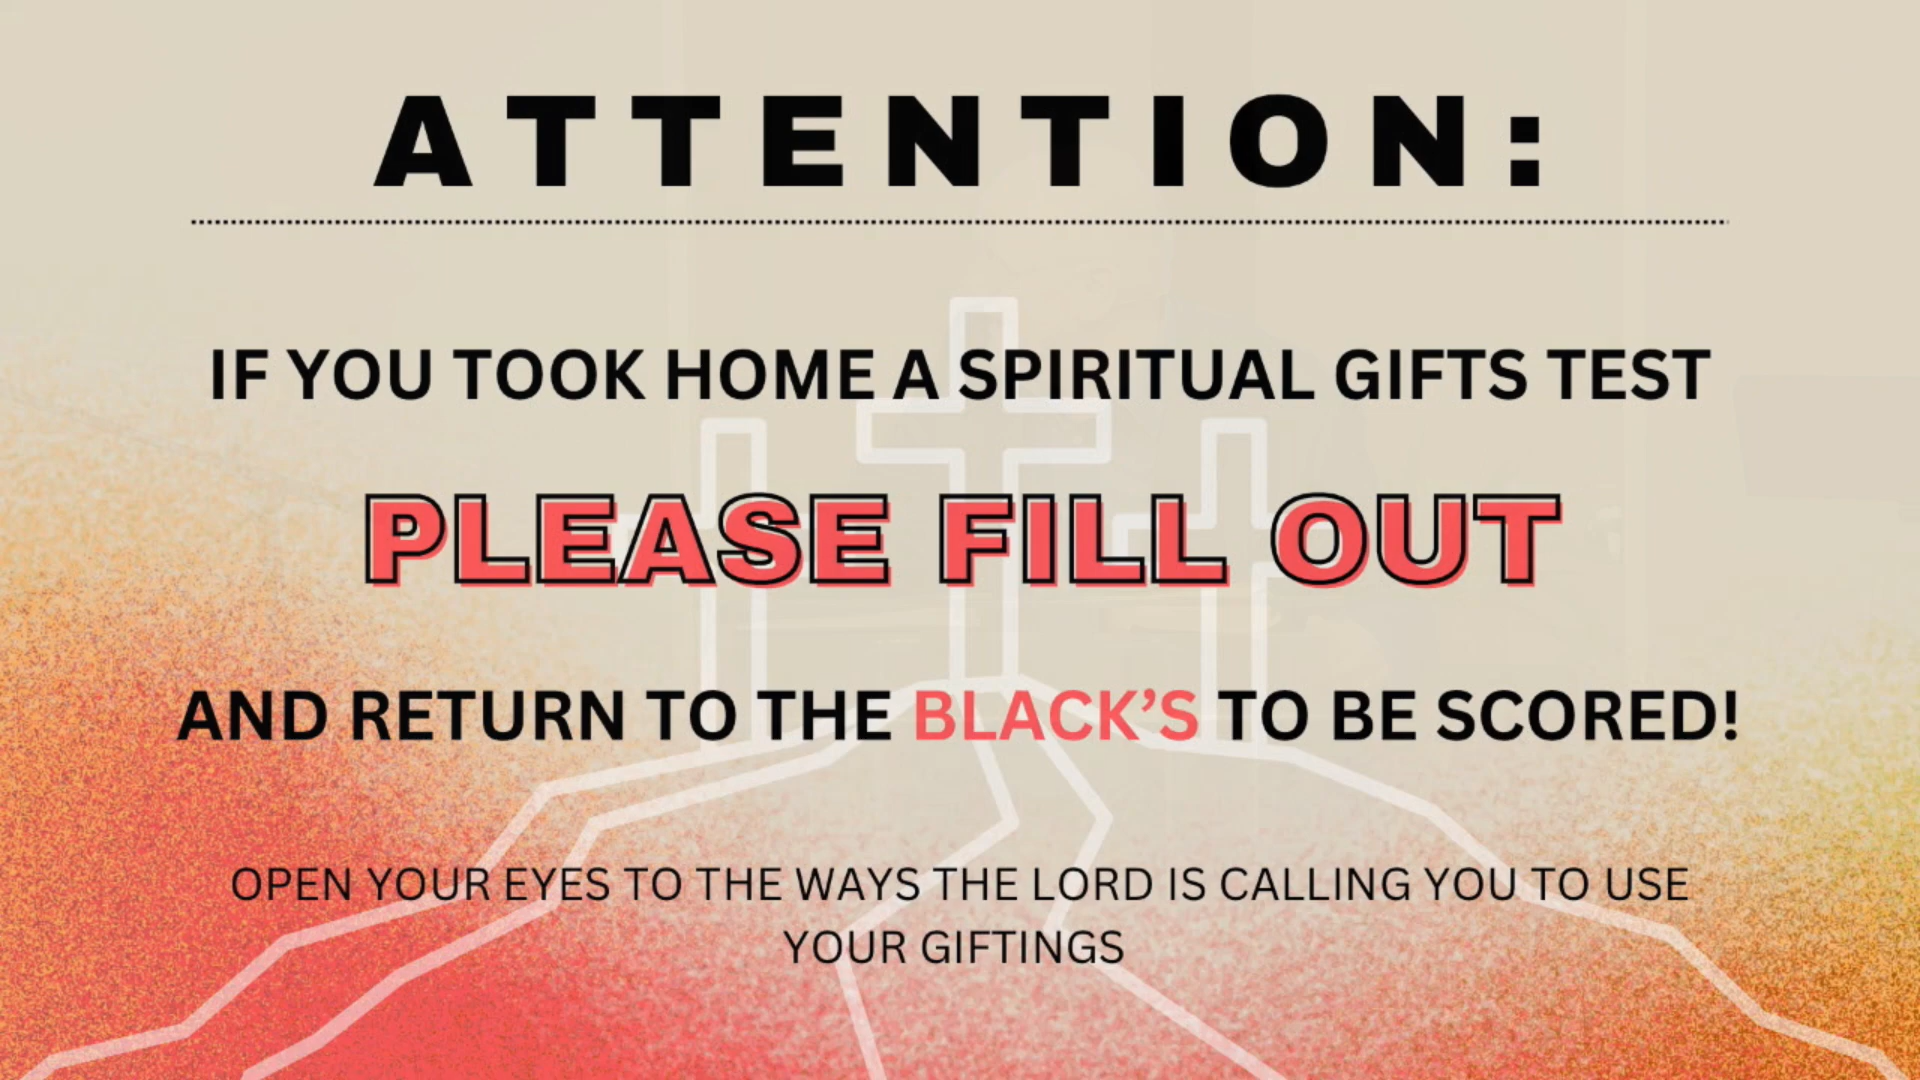 ATTENTION:
IF YOU TOOK HOME A SPIRITUAL GIFTS TEST
PLEASE FILL OUT
AND RETURN TO THE BLACK’S TO BE SCORED!
OPEN YOUR EYES TO THE WAYS THE LORD IS CALLING YOU TO USE
YOUR GIFTINGS